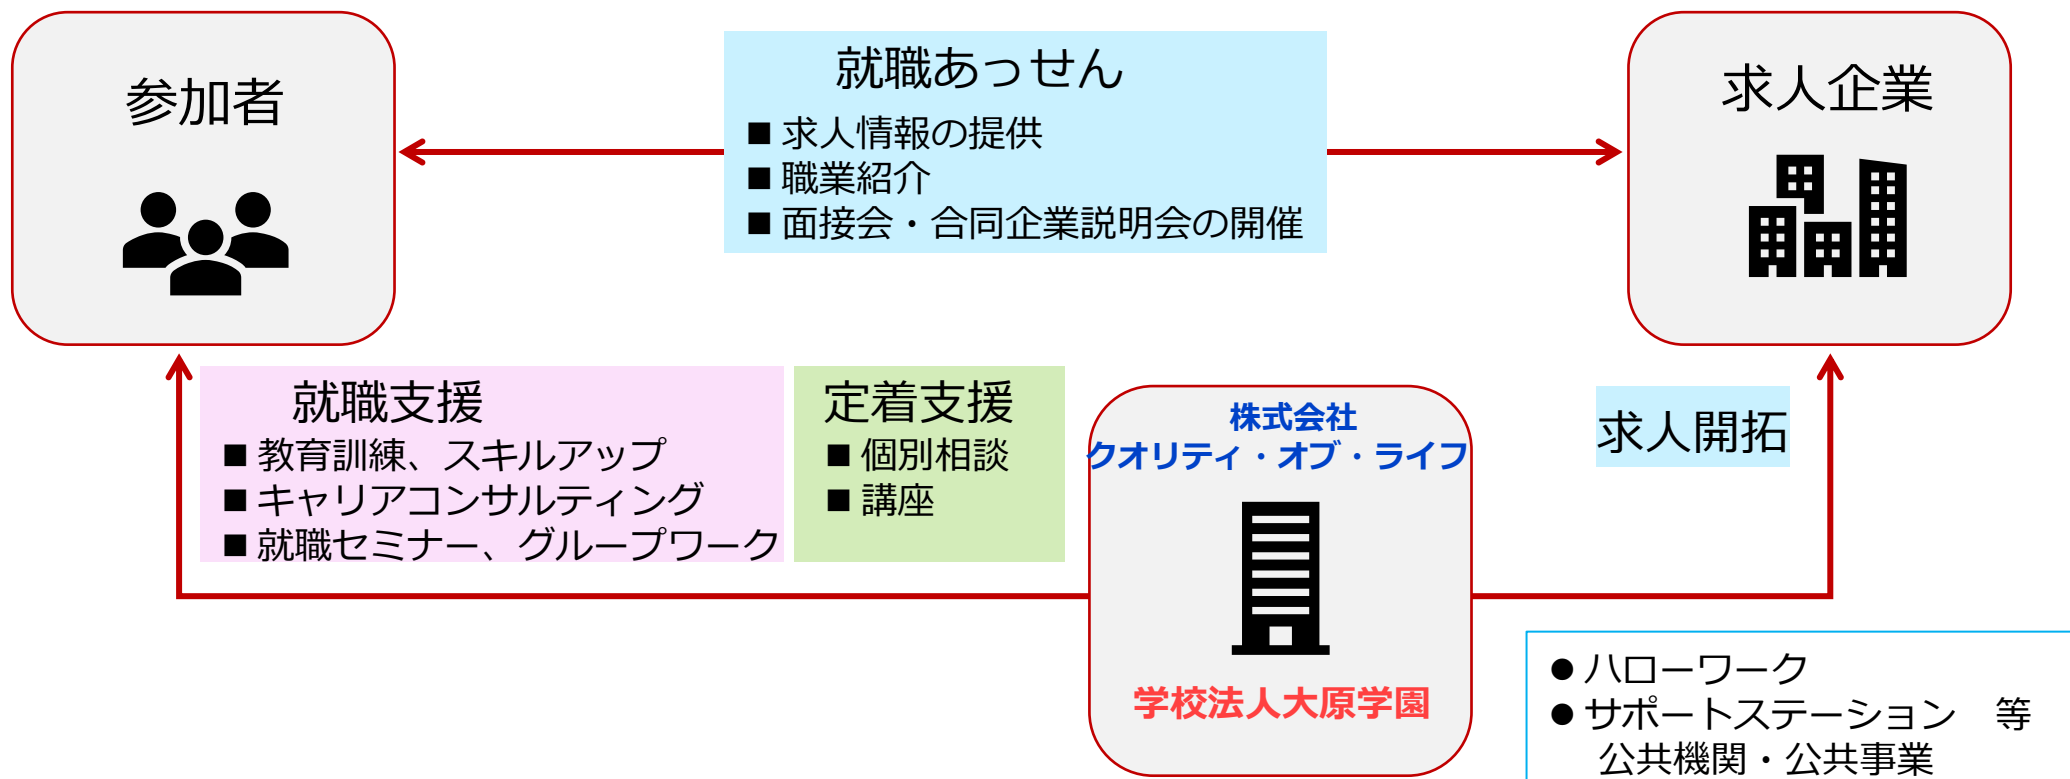 参加者
就職あっせん
■ 求人情報の提供
■ 職業紹介
■ 面接会・合同企業説明会の開催
求人企業
就職支援
■ 教育訓練、スキルアップ
■ キャリアコンサルティング
■ 就職セミナー、グループワーク
定着支援
■ 個別相談
■ 講座
株式会社
クオリティ・オブ・ライフ
学校法人大原学園
求人開拓
● ハローワーク
● サポートステーション 等
公共機関・公共事業